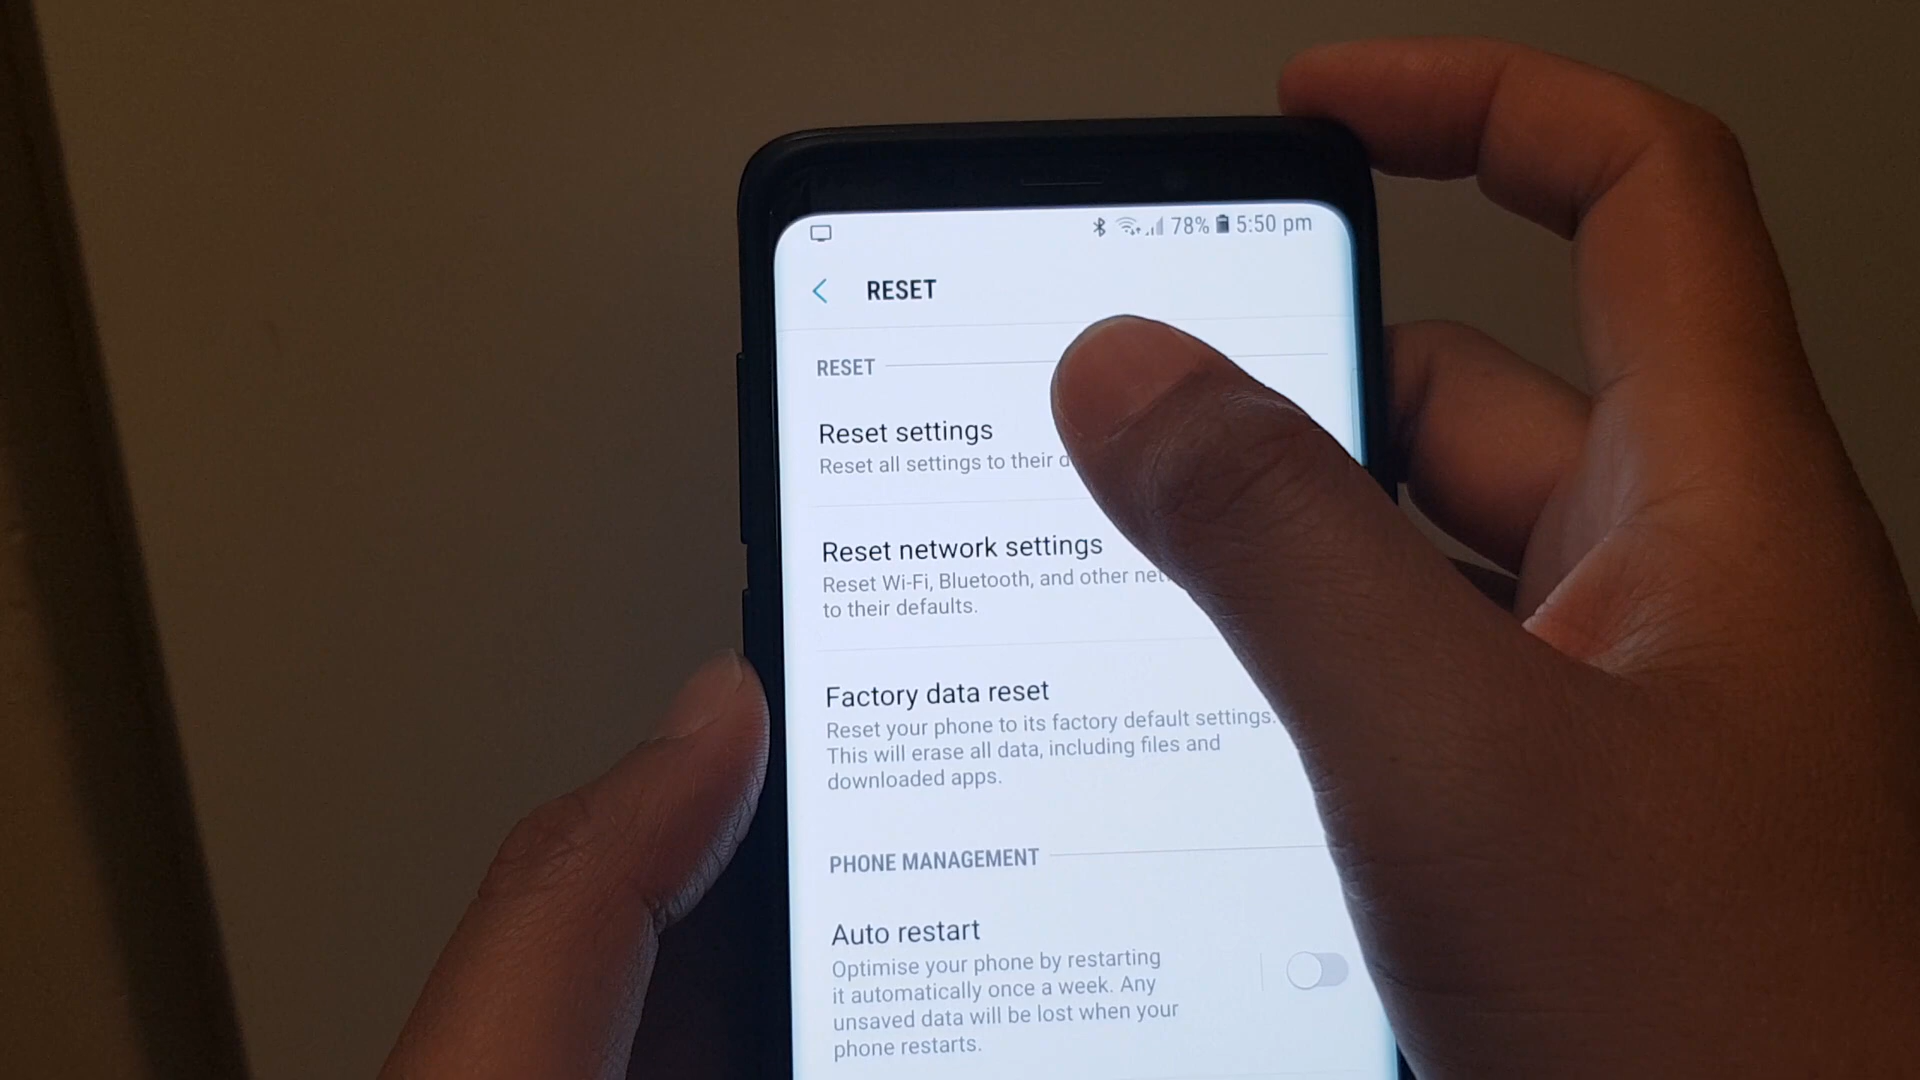 78% 5:50 pm
RESET
RESET
Reset settings
Reset all settings to their
Reset network settings
Reset Wi-Fi, Bluetooth, and other
to their defaults.
Factory data reset
Reset your phone to its factory default settings.
This will erase all data, including files and
downloaded apps.
PHONE MANAGEMENT
Auto restart
Optimise your phone by restarting
it automatically once a week. Any
unsaved data will be lost when your
phone restarts.